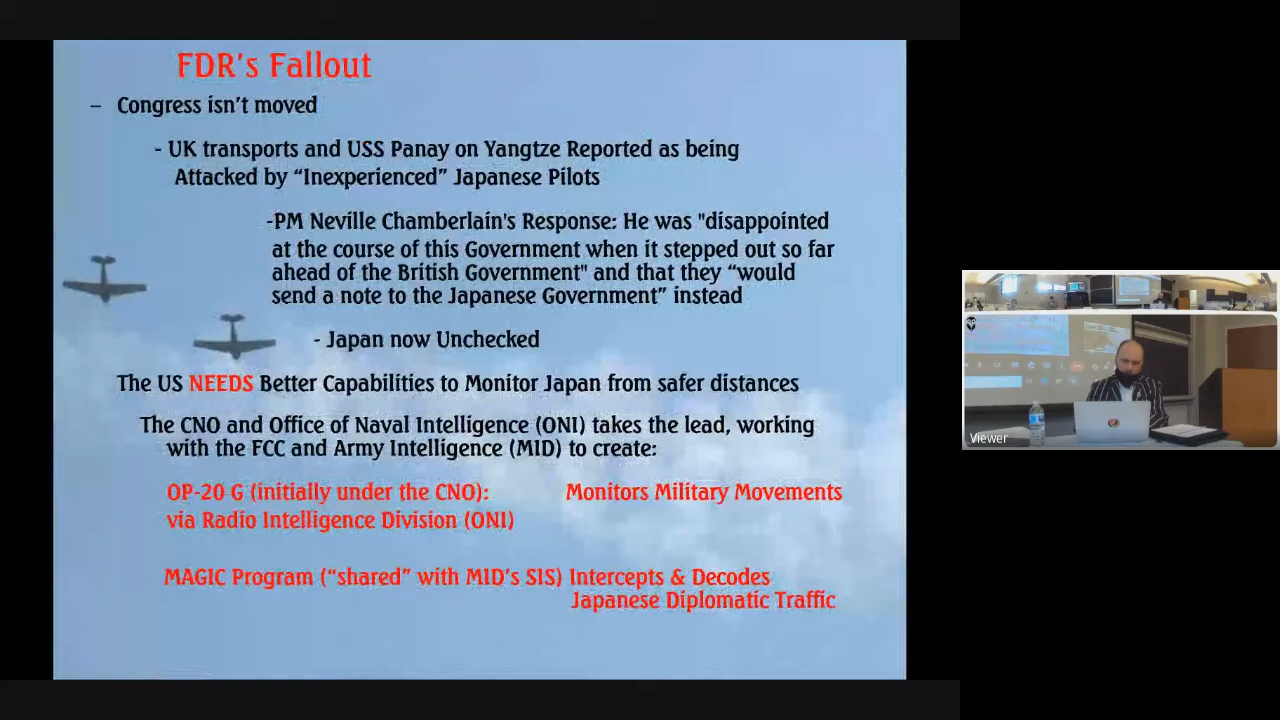 FDR's Fallout
– Congress isn't moved
- UK transports and USS Panay on Yangtze Reported as being
Attacked by “Inexperienced” Japanese Pilots
-PM Neville Chamberlain's Response: He was "disappointed
at the course of this Government when it stepped out so far
ahead of the British Government" and that they “would
send a note to the Japanese Government” instead
- Japan now Unchecked
The US NEEDS Better Capabilities to Monitor Japan from safer distances
The CNO and Office of Naval Intelligence (ONI) takes the lead, working
with the FCC and Army Intelligence (MID) to create:
OP-20 G (initially under the CNO): Monitors Military Movements
via Radio Intelligence Division (ONI)
MAGIC Program (“shared” with MID's SIS) Intercepts & Decodes
Japanese Diplomatic Traffic
Viewer